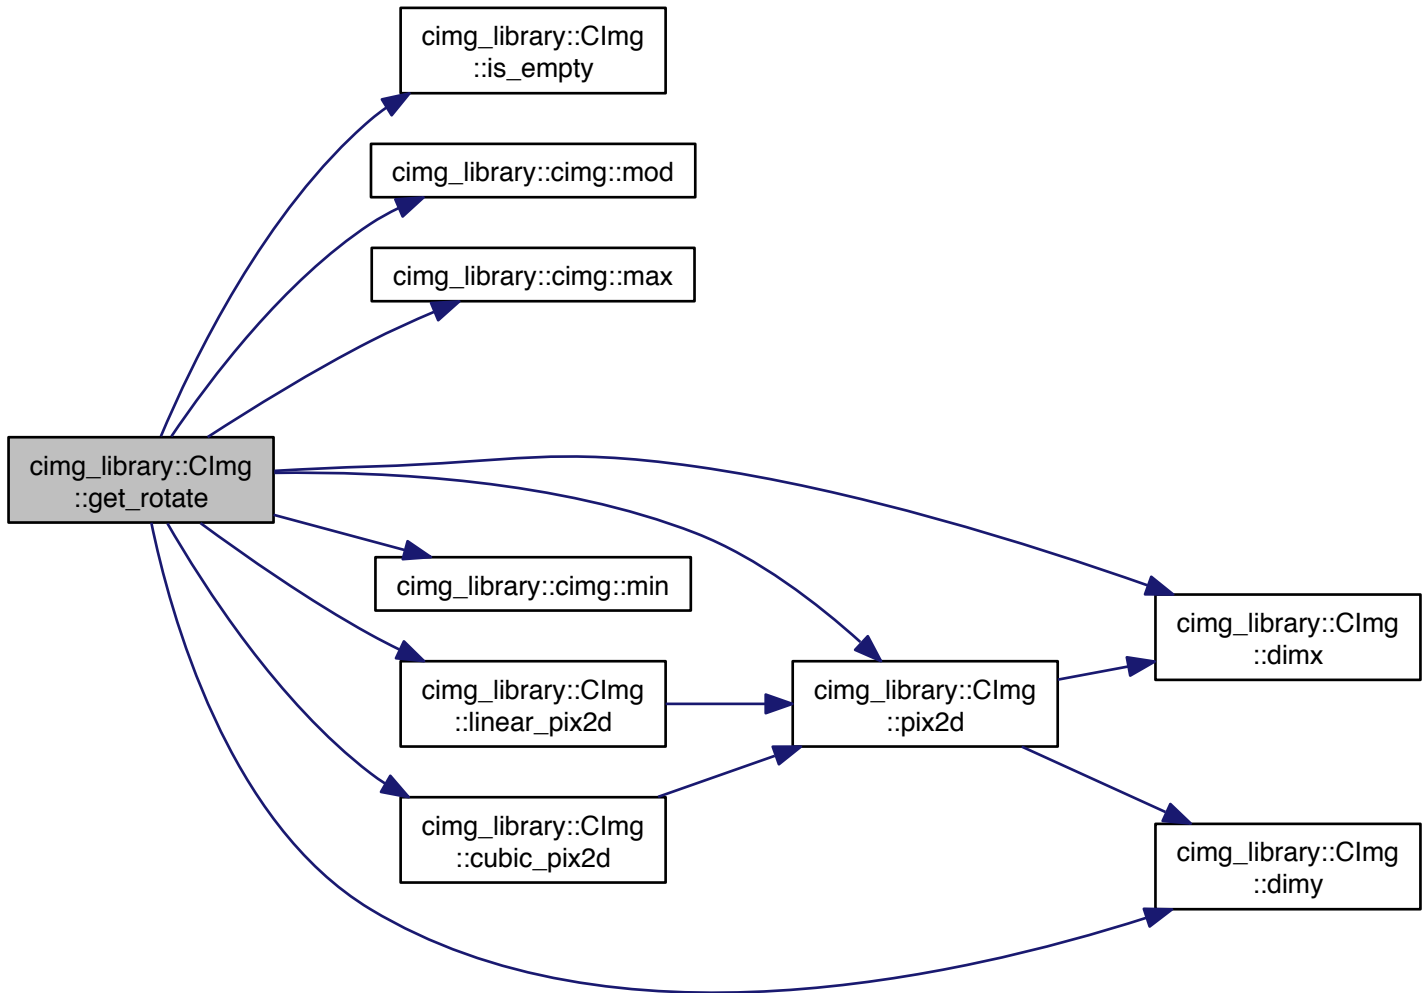 cimg_library::CImg
::is_empty
cimg_library::cimg::mod
cimg_library::cimg::max
cimg_library::CImg
::get_rotate
cimg_library::cimg::min
cimg_library::CImg
::linear_pix2d
cimg_library::CImg
::cubic_pix2d
cimg_library::CImg
::pix2d
cimg_library::CImg
::dimx
cimg_library::CImg
::dimy